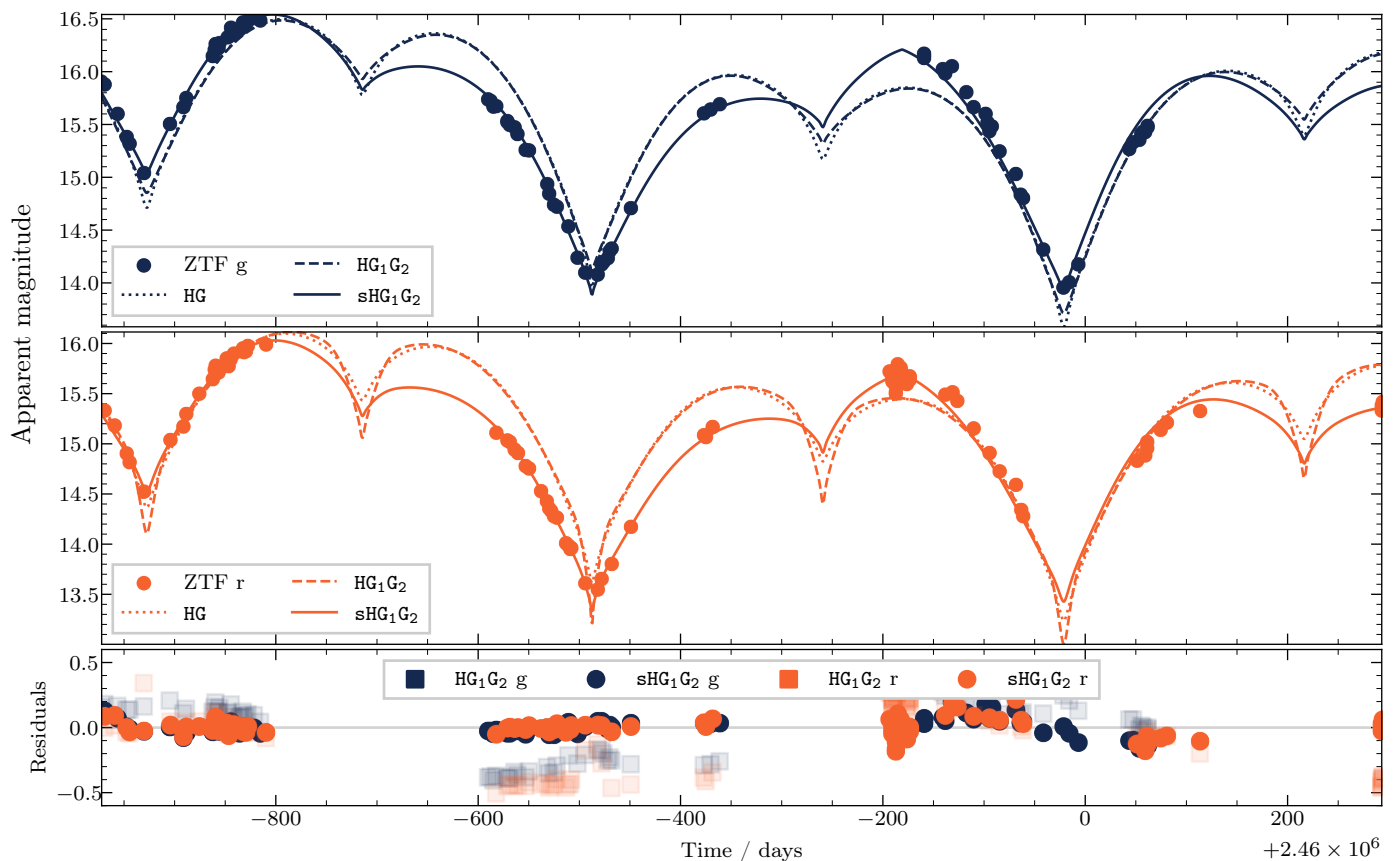 16.5
16.0
15.5
15.0
14.5
14.0
ZTF g
HG₁G₂
HG
sHG₁G₂
Apparent magnitude
16.0
15.5
15.0
14.5
14.0
13.5
ZTF r
HG₁G₂
HG
sHG₁G₂
0.5
0.0
−0.5
Residuals
HG₁G₂ g
sHG₁G₂ g
HG₁G₂ r
sHG₁G₂ r
−800
−600
−400
−200
0
200
Time / days
+2.46 × 10⁶